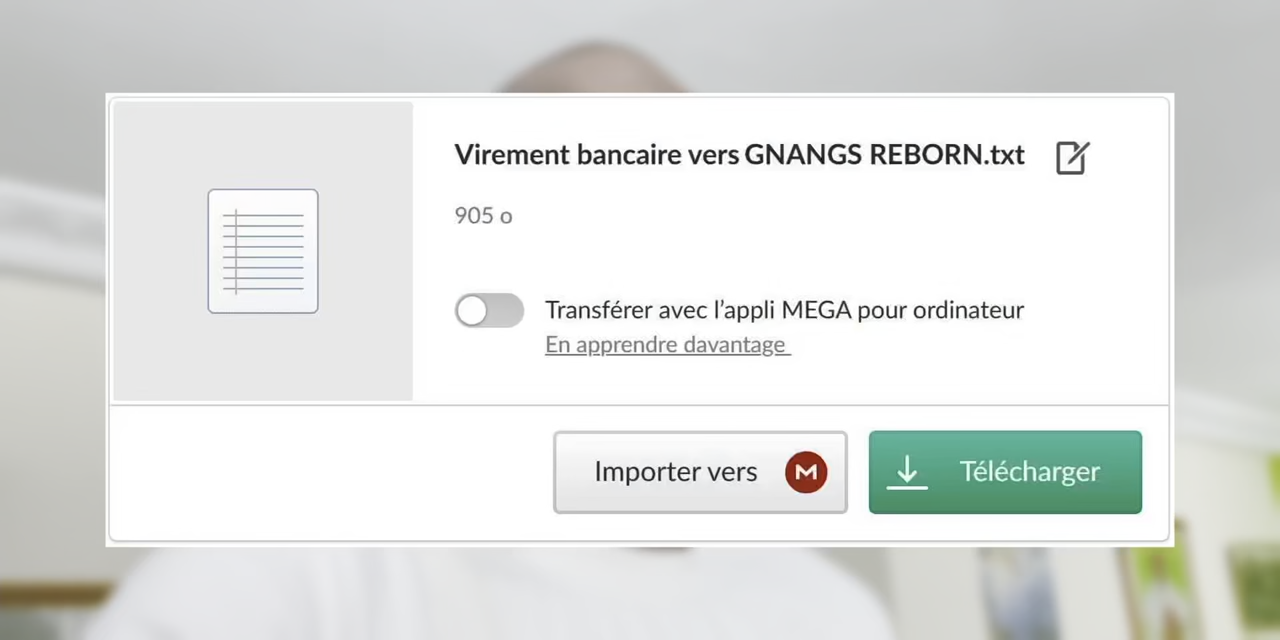 Virement bancaire vers GNANGS REBORN.txt
905 o
Transférer avec l’appli MEGA pour ordinateur
En apprendre davantage
Importer vers M
Télécharger